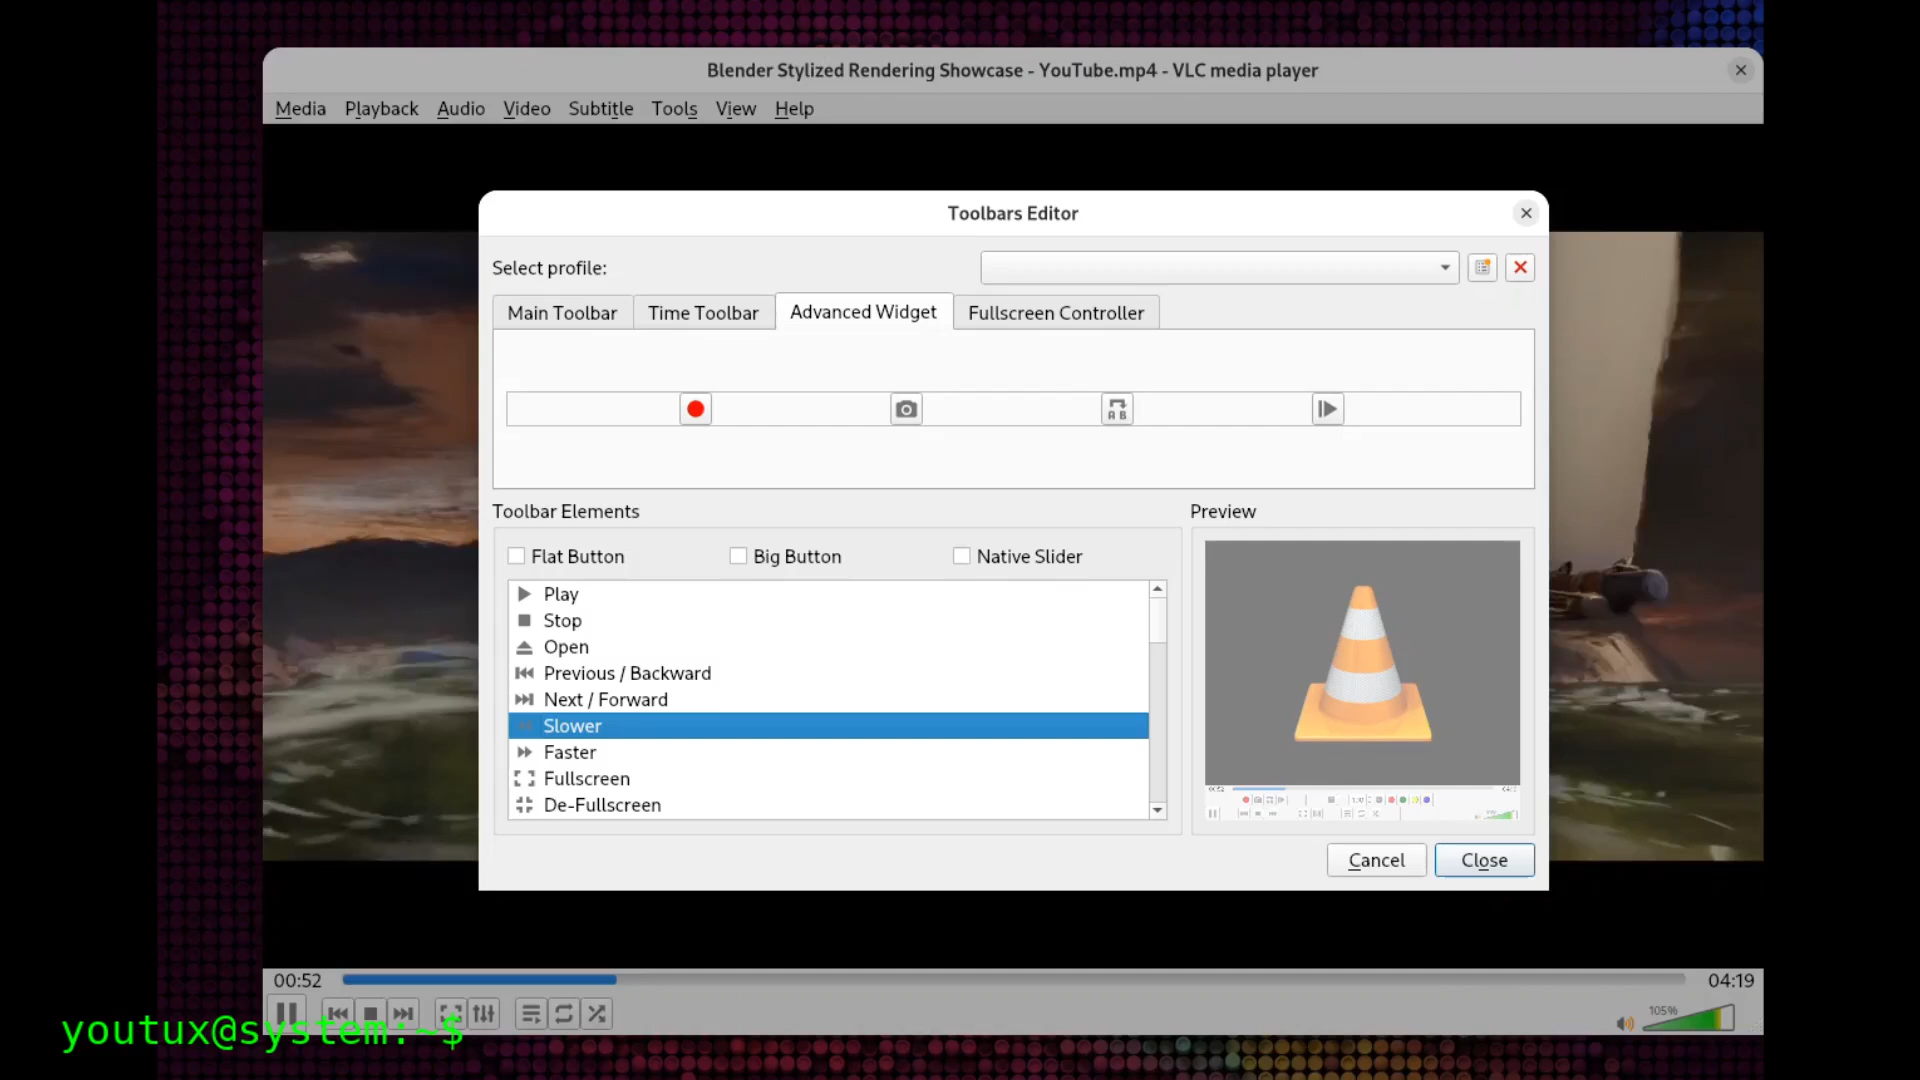 Blender Stylized Rendering Showcase - YouTube.mp4 - VLC media player
Media Playback Audio Video Subtitle Tools View Help
Toolbars Editor
Select profile:
Main Toolbar Time Toolbar Advanced Widget Fullscreen Controller
A B
Toolbar Elements
Preview
Flat Button Big Button Native Slider
Play
Stop
Open
Previous / Backward
Next / Forward
Slower
Faster
Fullscreen
De-Fullscreen
Cancel Close
00:52 04:19
105%
youtux@system:~$